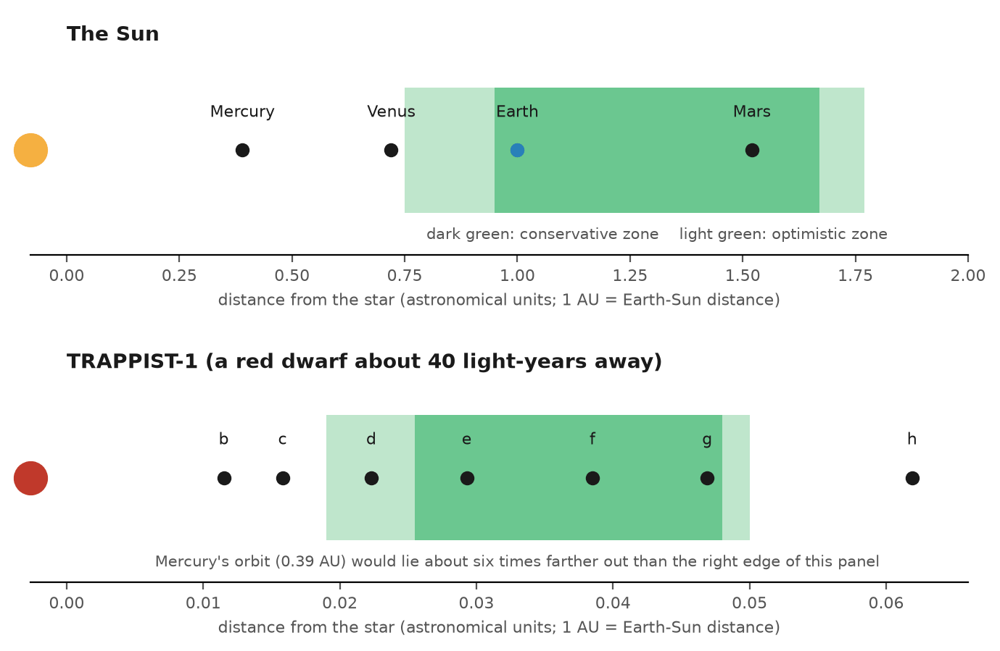 The Sun
Mercury Venus Earth Mars
dark green: conservative zone light green: optimistic zone
0.00 0.25 0.50 0.75 1.00 1.25 1.50 1.75 2.00
distance from the star (astronomical units; 1 AU = Earth-Sun distance)
TRAPPIST-1 (a red dwarf about 40 light-years away)
b c d e f g h
Mercury's orbit (0.39 AU) would lie about six times farther out than the right edge of this panel
0.00 0.01 0.02 0.03 0.04 0.05 0.06
distance from the star (astronomical units; 1 AU = Earth-Sun distance)